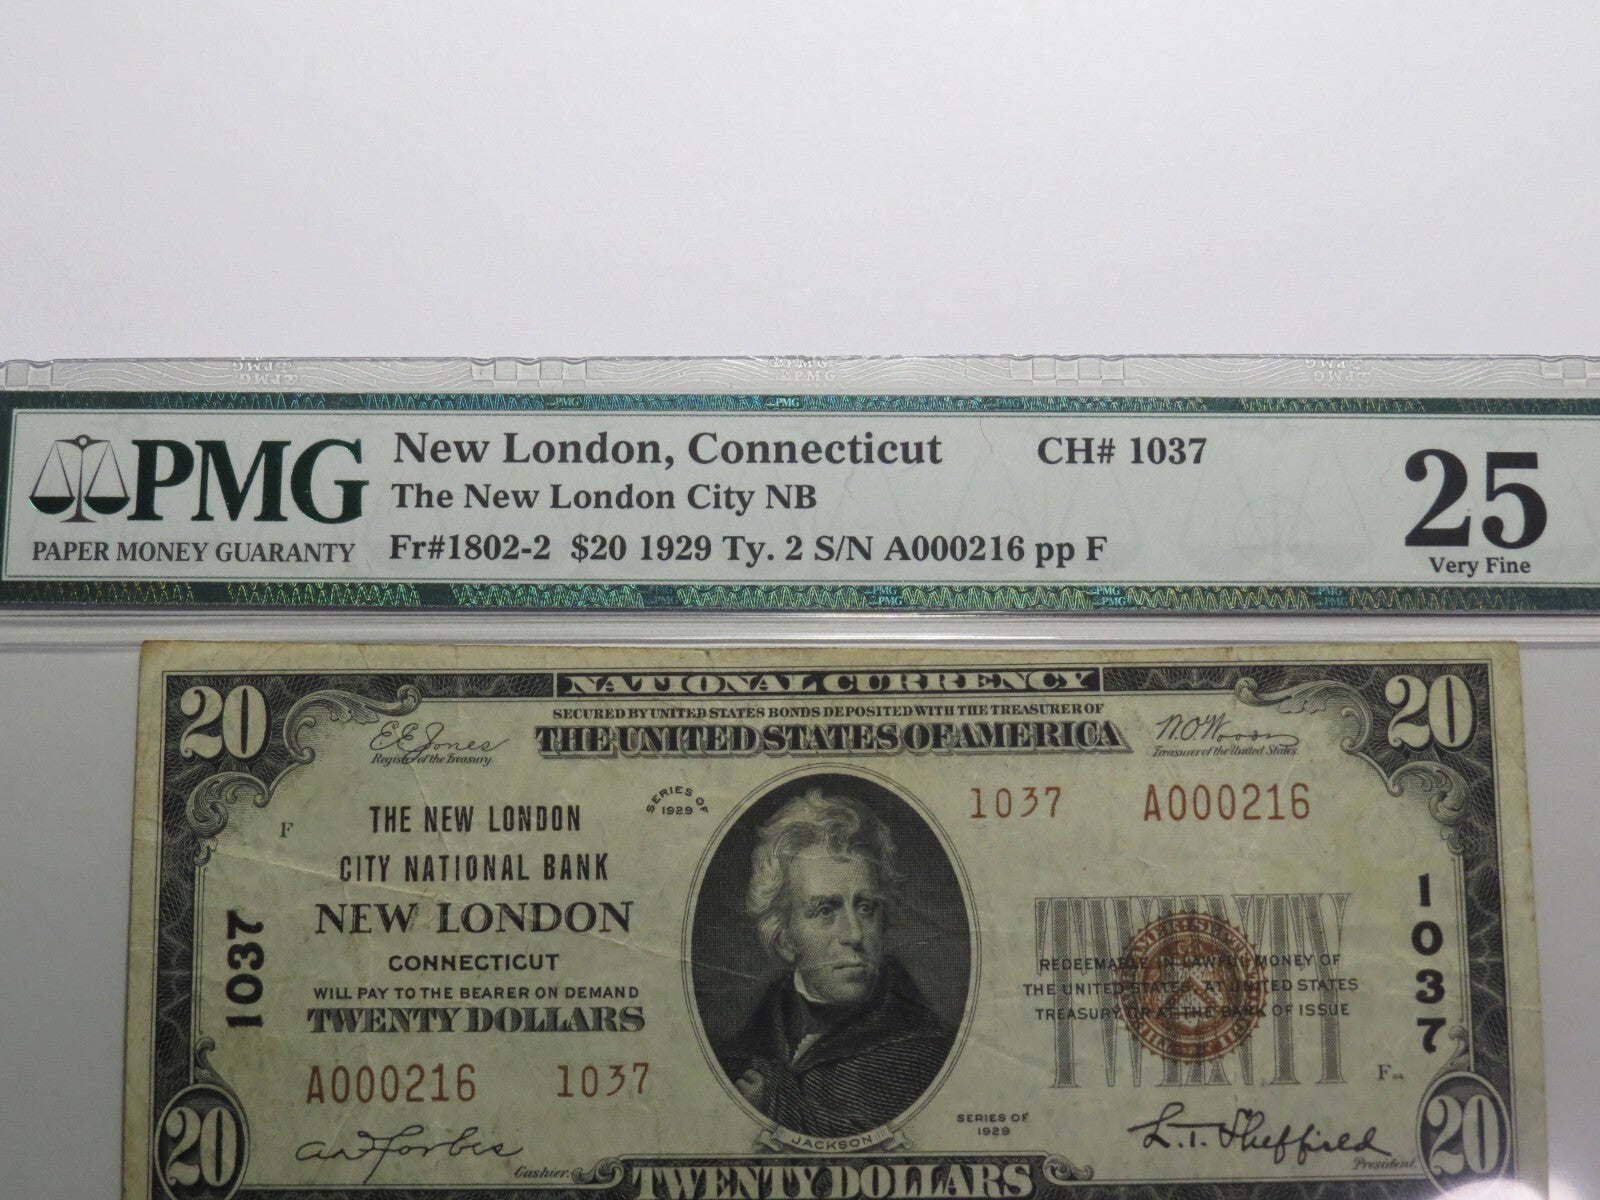 PMG
PAPER MONEY GUARANTY
New London, Connecticut CH# 1037
The New London City NB
Fr#1802-2 $20 1929 Ty. 2 S/N A000216 pp F
25
Very Fine
NATIONAL CURRENCY
SECURED BY UNITED STATES BONDS DEPOSITED WITH THE TREASURER OF
THE UNITED STATES OF AMERICA
20
20
E.E. Jones
Register of the Treasury.
W.O. Woods
Treasurer of the United States.
SERIES OF
1929
F
THE NEW LONDON
CITY NATIONAL BANK
NEW LONDON
CONNECTICUT
WILL PAY TO THE BEARER ON DEMAND
TWENTY DOLLARS
1037
A000216
1037
1037
A000216 1037
TWENTY
REDEEMABLE IN LAWFUL MONEY OF
THE UNITED STATES AT UNITED STATES
TREASURY OR AT THE BANK OF ISSUE
F
SERIES OF
1929
JACKSON
Cashier.
L.T. Sheffield
President.
20
TWENTY DOLLARS
20